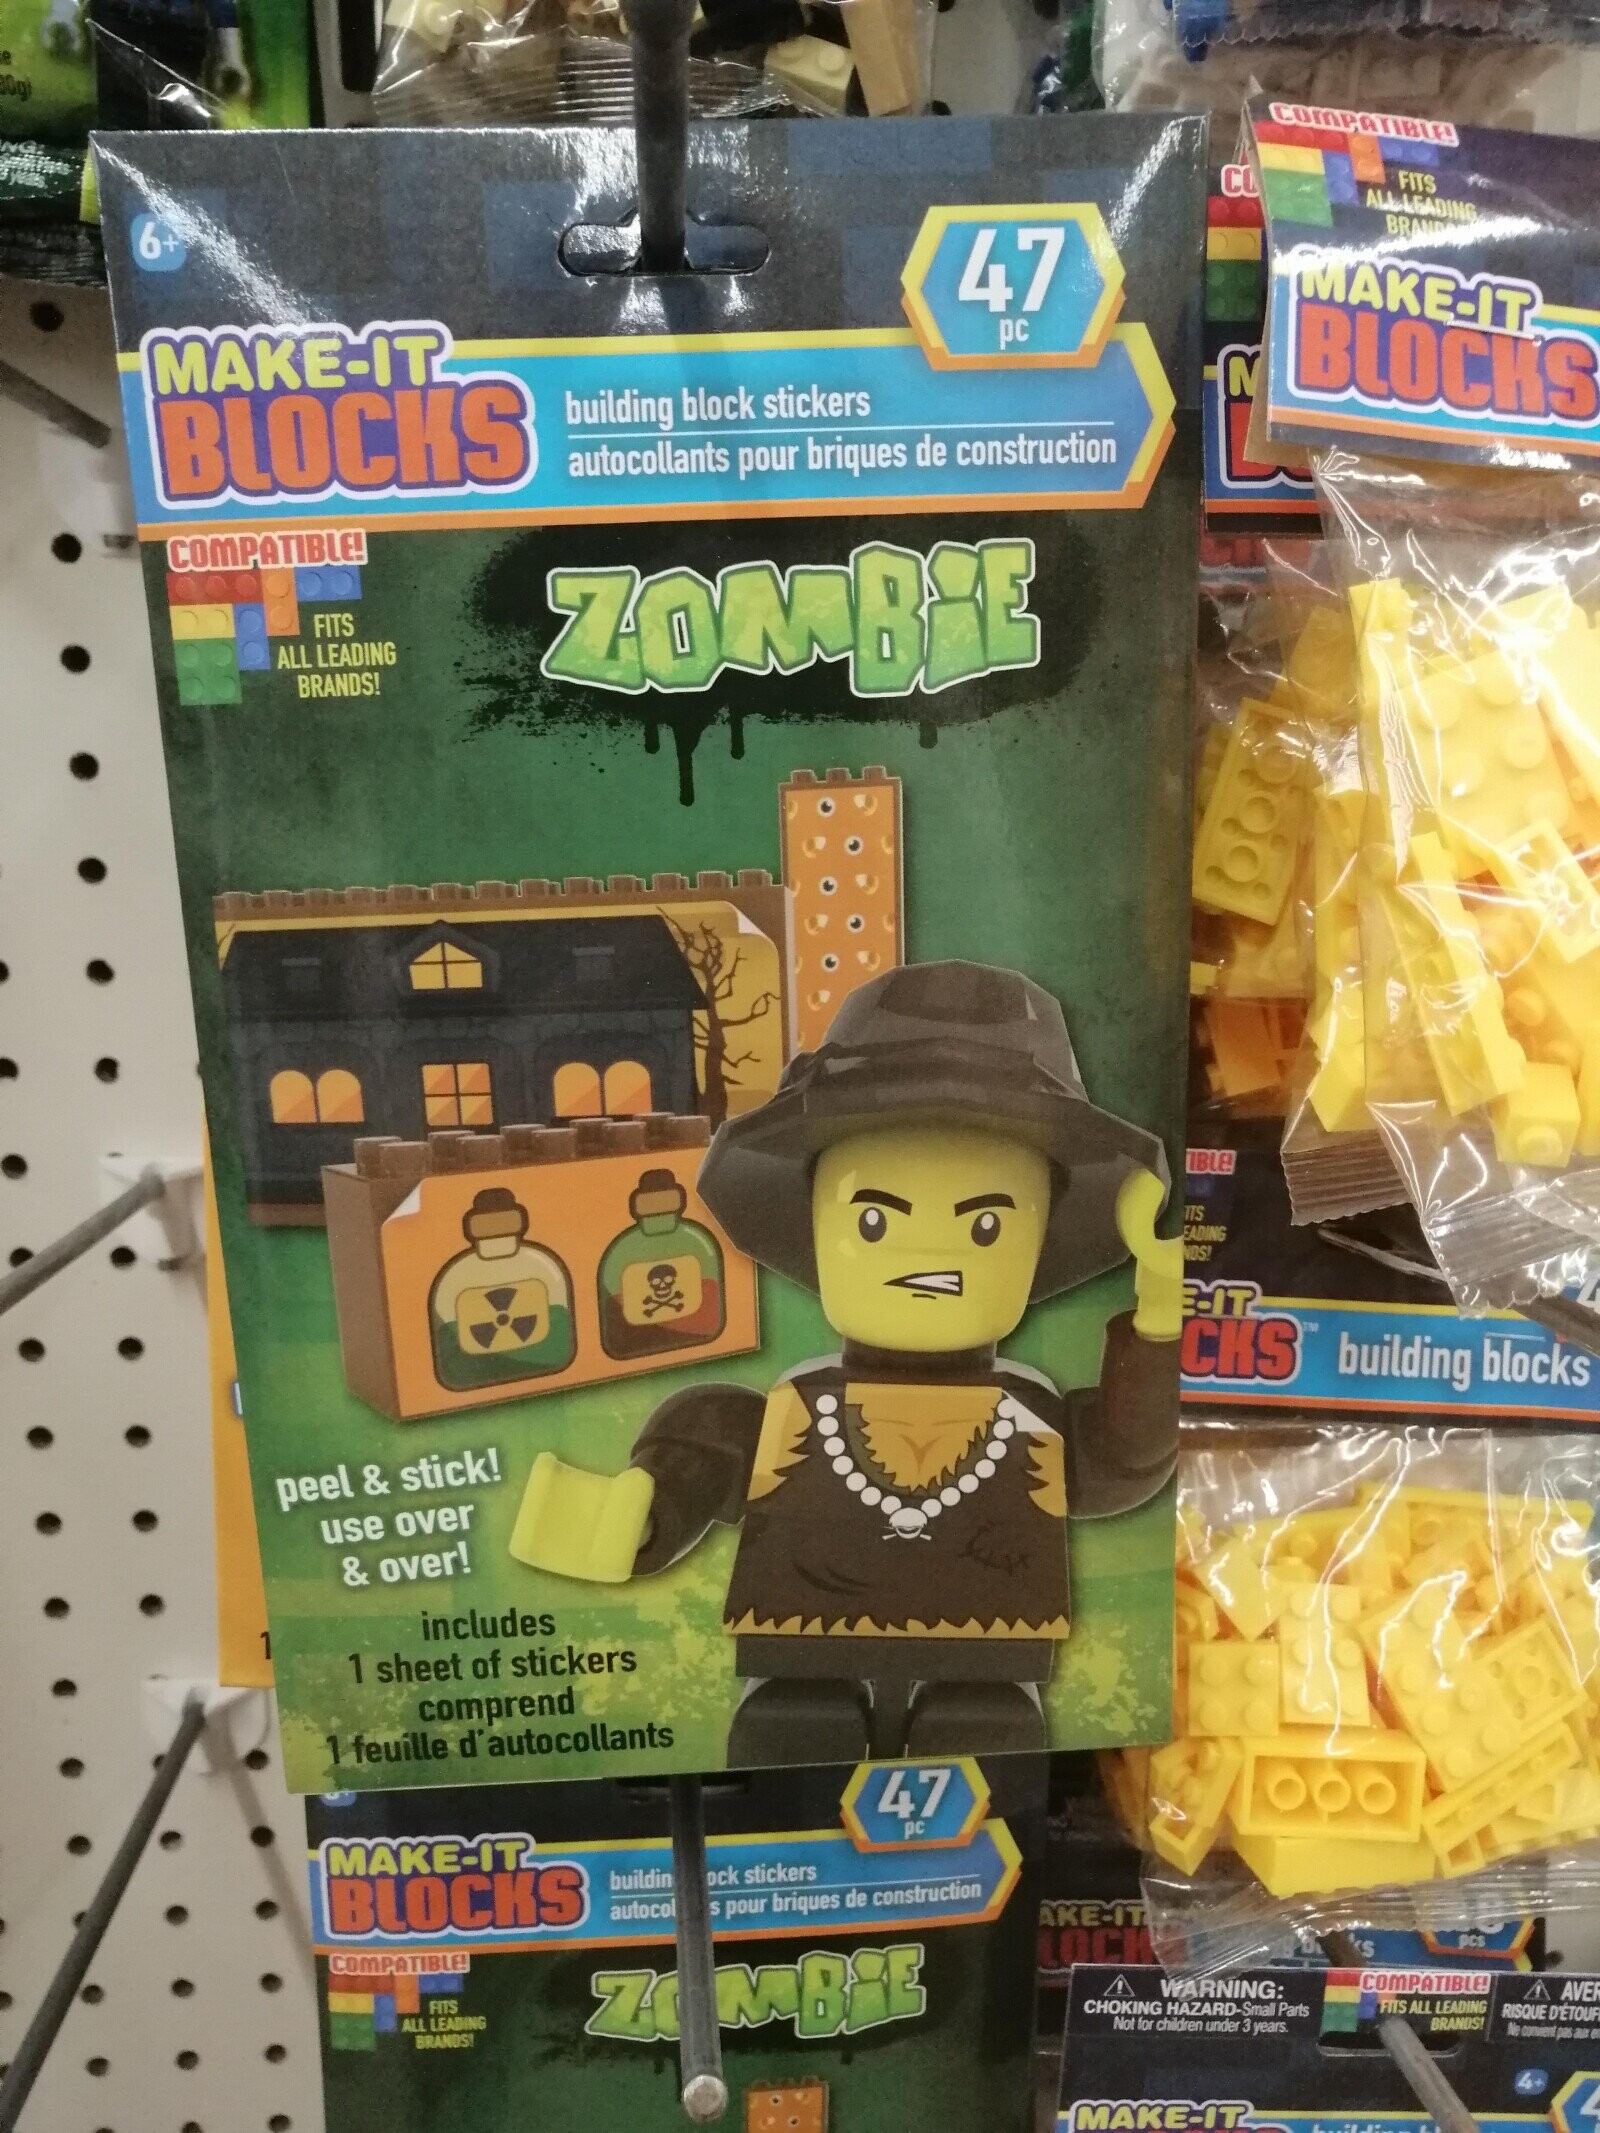 6+
47
pc
MAKE-IT
BLOCKS
building block stickers
autocollants pour briques de construction
COMPATIBLE!
FITS
ALL LEADING
BRANDS!
ZOMBIE
peel & stick!
use over
& over!
includes
1 sheet of stickers
comprend
1 feuille d'autocollants
47
pc
MAKE-IT
BLOCKS
COMPATIBLE!
FITS
ALL LEADING
BRANDS!
ZOMBIE
stickers
pour briques de construction
COMPATIBLE!
FITS
ALL LEADING
MAKE-IT
BLOCKS
building blocks
pcs
WARNING:
CHOKING HAZARD-Small Parts
Not for children under 3 years.
COMPATIBLE!
FITS ALL LEADING
BRANDS!
4+
MAKE-IT